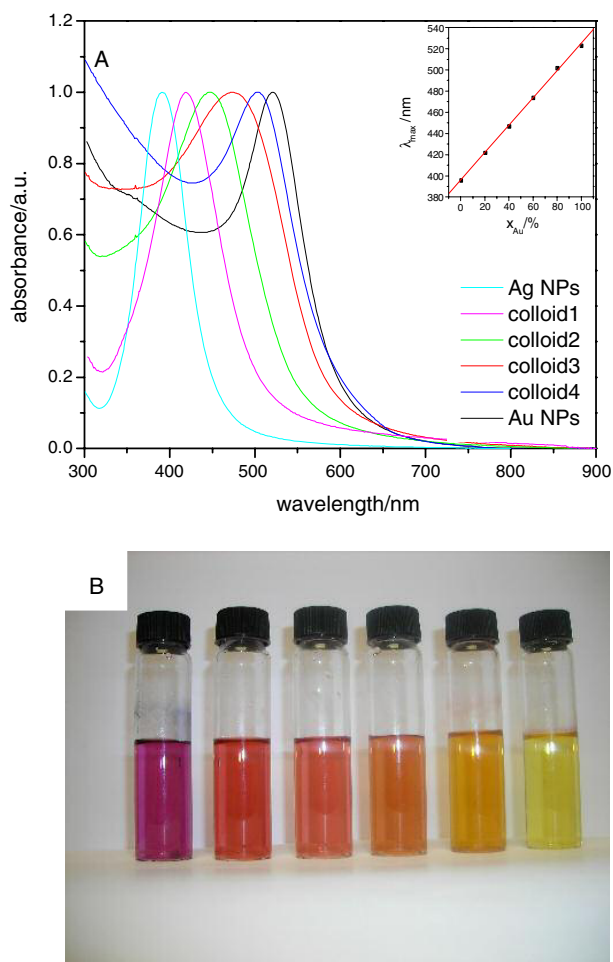 A
1.2
1.0
0.8
0.6
0.4
0.2
0.0
absorbance/a.u.
300 400 500 600 700 800 900
wavelength/nm
540
520
500
480
460
440
420
400
380
λmax /nm
0 20 40 60 80 100
xAu/%
Ag NPs
colloid1
colloid2
colloid3
colloid4
Au NPs
B